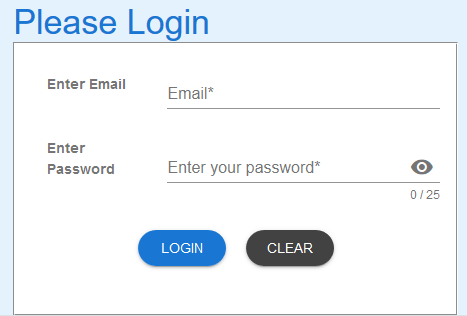 Please Login
Enter Email
Email*
Enter
Password
Enter your password*
0 / 25
LOGIN
CLEAR